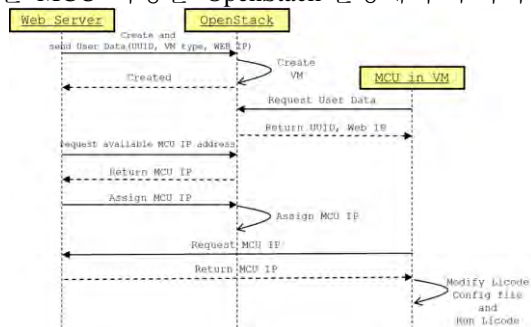 MCU
OpenStack
Web Server
OpenStack
Create and
send User Data(UUID, VM type, WEB IP)
Create
VM
Created
MCU in VM
Request User Data
Return UUID, Web IP
Request available MCU IP address
Return MCU IP
Assign MCU IP
Assign MCU IP
Request MCU IP
Return MCU IP
Modify Licode
Config file
and
Run Licode